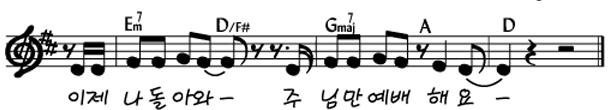 Em7 D/F# Gmaj7 A D
이제 나 돌 아와 – 주 님만 예배 해 요 –